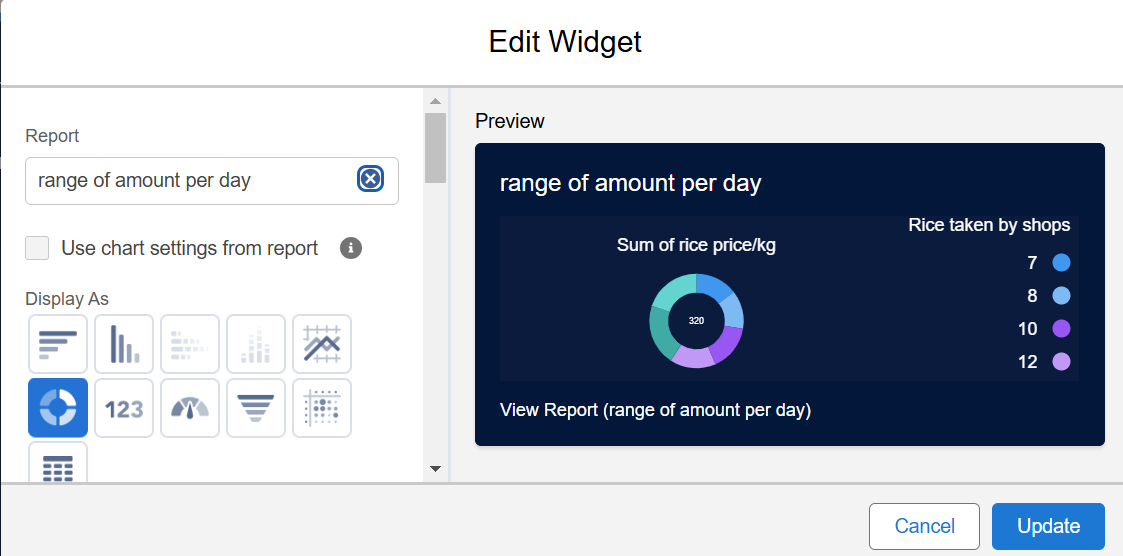 Edit Widget
Report
range of amount per day
Use chart settings from report
Display As
123
Preview
range of amount per day
Sum of rice price/kg
320
Rice taken by shops
7
8
10
12
View Report (range of amount per day)
Cancel
Update